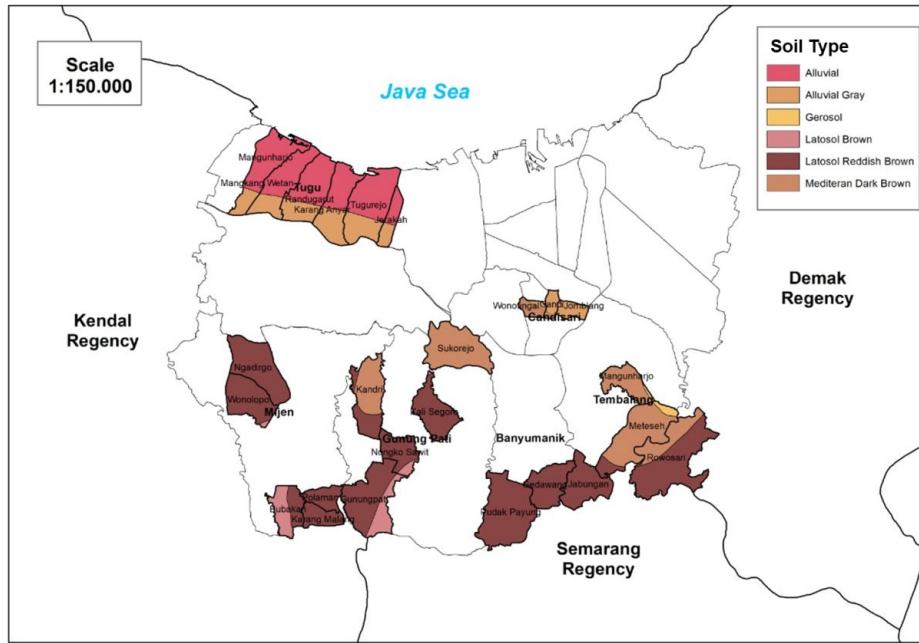 Scale
1:150.000
Java Sea
Soil Type
Alluvial
Alluvial Gray
Gerosol
Latosol Brown
Latosol Reddish Brown
Mediteran Dark Brown
Mangunharjo
Mangkang Wetan
Tugu
Randugarut
Karang Anyar
Tugurejo
Jerakah
Demak
Regency
Kendal
Regency
Wonotingal
Candi
Jomblang
Candisari
Sukorejo
Ngadirgo
Wonolopo
Mijen
Kandri
Kali Segoro
Mangunharjo
Tembalang
Meteseh
Rowosari
Gunung Pati
Banyumanik
Nongko Sawit
Bubakan
Polaman
Karang Malang
Gunungpati
Pudak Payung
Gedawang
Jabungan
Semarang
Regency